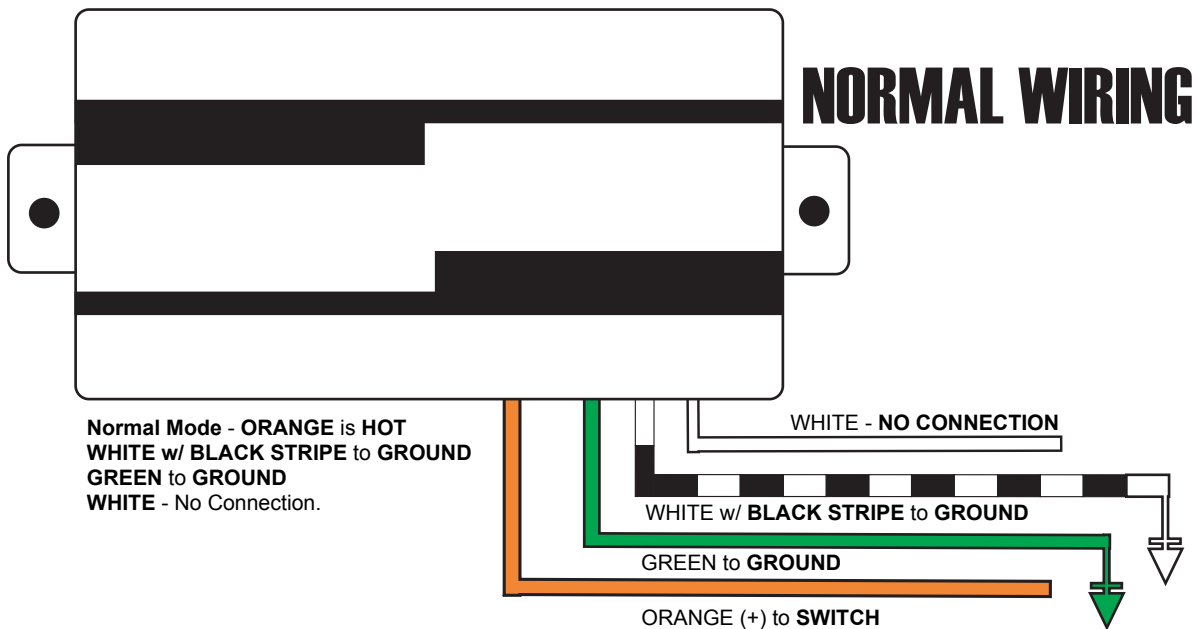 NORMAL WIRING
Normal Mode - ORANGE is HOT
WHITE w/ BLACK STRIPE to GROUND
GREEN to GROUND
WHITE - No Connection.
WHITE - NO CONNECTION
WHITE w/ BLACK STRIPE to GROUND
GREEN to GROUND
ORANGE (+) to SWITCH